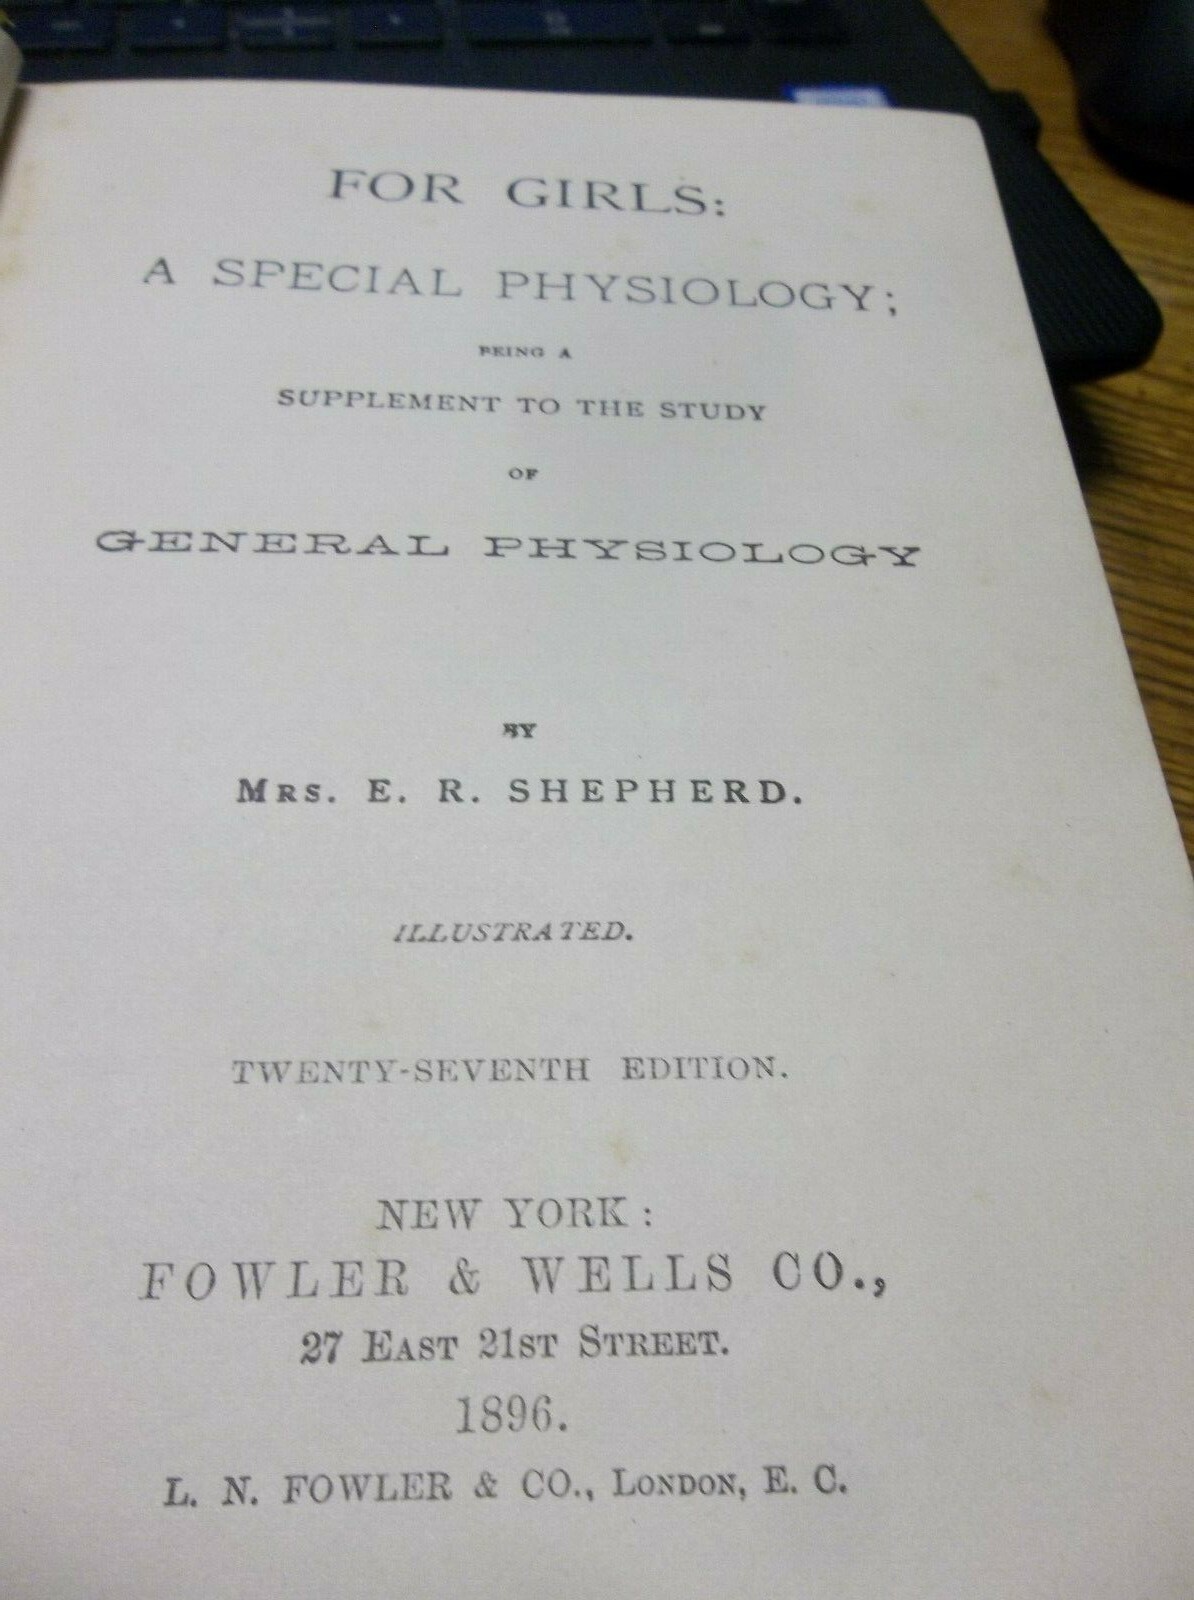 FOR GIRLS:
A SPECIAL PHYSIOLOGY;
BEING A
SUPPLEMENT TO THE STUDY
OF
GENERAL PHYSIOLOGY
BY
MRS. E. R. SHEPHERD.
ILLUSTRATED.
TWENTY-SEVENTH EDITION.
NEW YORK:
FOWLER & WELLS CO.,
27 EAST 21ST STREET.
1896.
L. N. FOWLER & CO., LONDON, E. C.